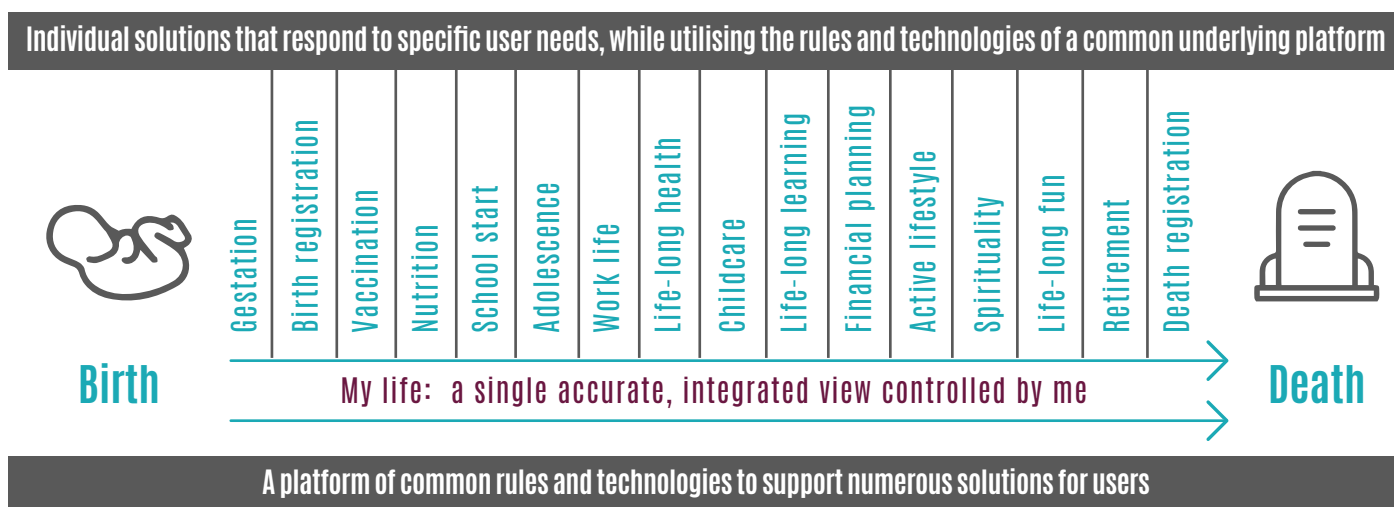 Individual solutions that respond to specific user needs, while utilising the rules and technologies of a common underlying platform
Gestation
Birth registration
Vaccination
Nutrition
School start
Adolescence
Work life
Life-long health
Childcare
Life-long learning
Financial planning
Active lifestyle
Spirituality
Life-long fun
Retirement
Death registration
Birth
My life: a single accurate, integrated view controlled by me
Death
A platform of common rules and technologies to support numerous solutions for users